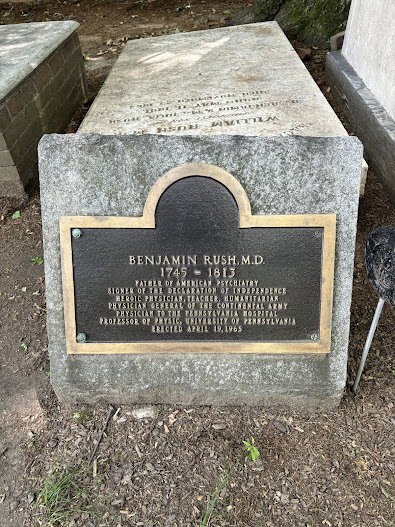 WILLIAM RUSH
BENJAMIN RUSH, M.D.
1745 – 1813
FATHER OF AMERICAN PSYCHIATRY
SIGNER OF THE DECLARATION OF INDEPENDENCE
HEROIC PHYSICIAN, TEACHER, HUMANITARIAN
PHYSICIAN GENERAL OF THE CONTINENTAL ARMY
PHYSICIAN TO THE PENNSYLVANIA HOSPITAL
PROFESSOR OF PHYSIC, UNIVERSITY OF PENNSYLVANIA
ERECTED APRIL 19, 1965